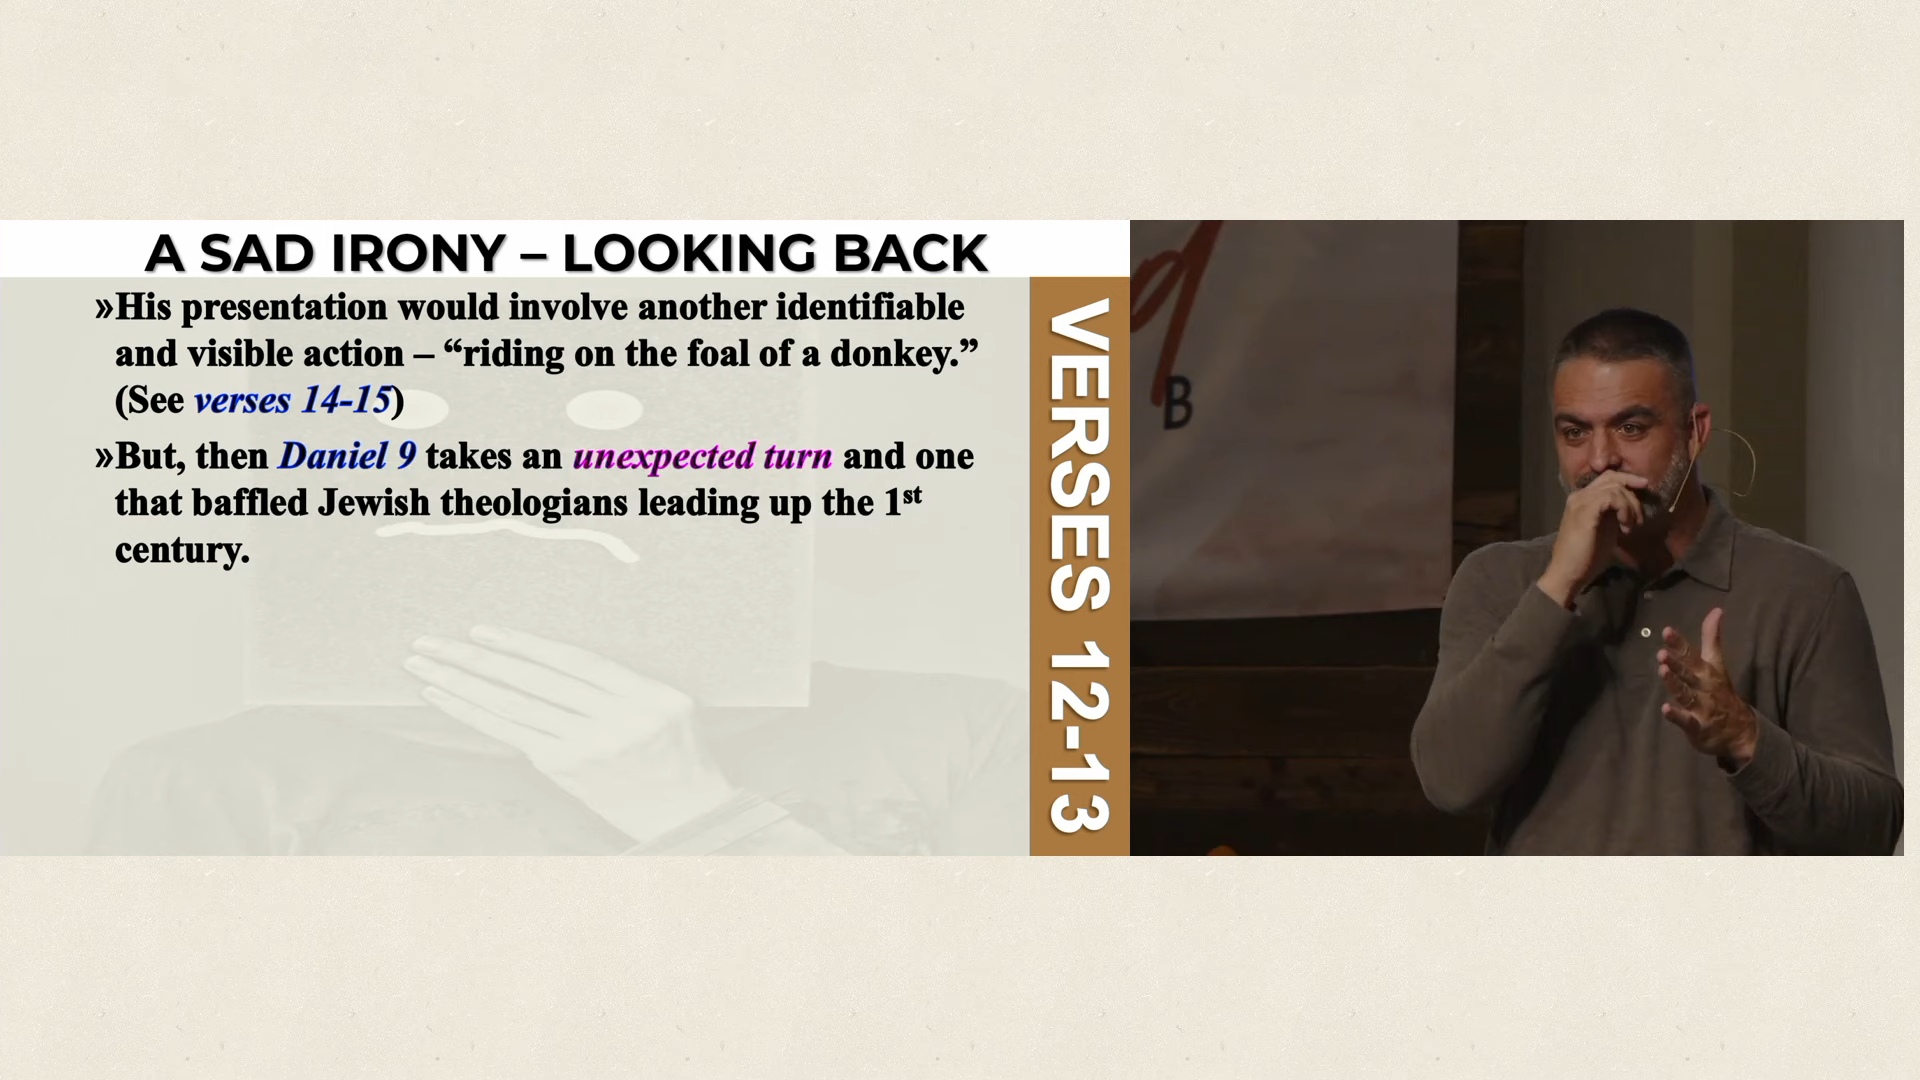 A SAD IRONY – LOOKING BACK
»His presentation would involve another identifiable
and visible action – “riding on the foal of a donkey.”
(See verses 14-15)
»But, then Daniel 9 takes an unexpected turn and one
that baffled Jewish theologians leading up the 1st
century.
VERSES 12-13
B